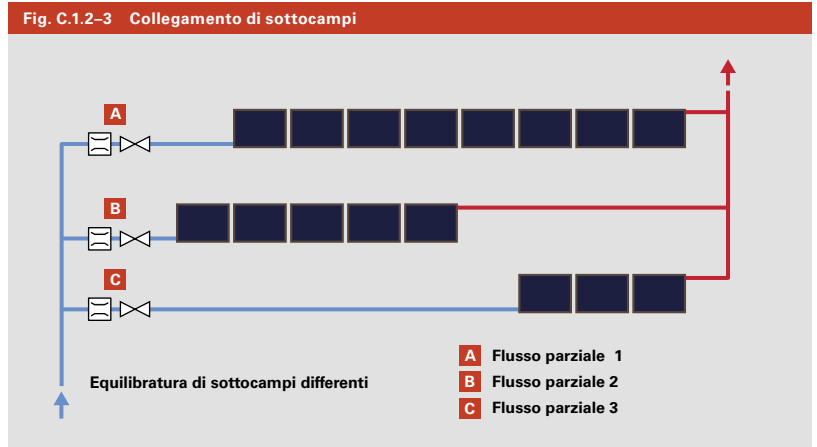 Fig. C.1.2–3 Collegamento di sottocampi
A
B
C
Equilibratura di sottocampi differenti
A Flusso parziale 1
B Flusso parziale 2
C Flusso parziale 3